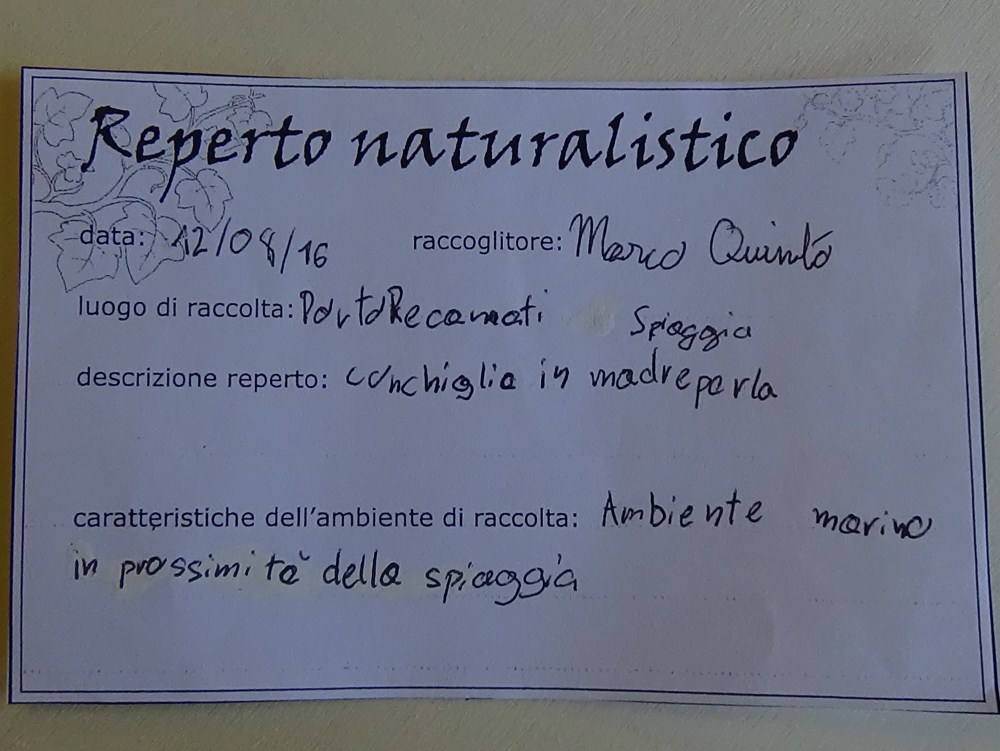 Reperto naturalistico
data: 12/08/16 raccoglitore: Marco Quintò
luogo di raccolta: PortoRecanati Spiaggia
descrizione reperto: conchiglia in madreperla
caratteristiche dell'ambiente di raccolta: Ambiente marino
in prossimità della spiaggia